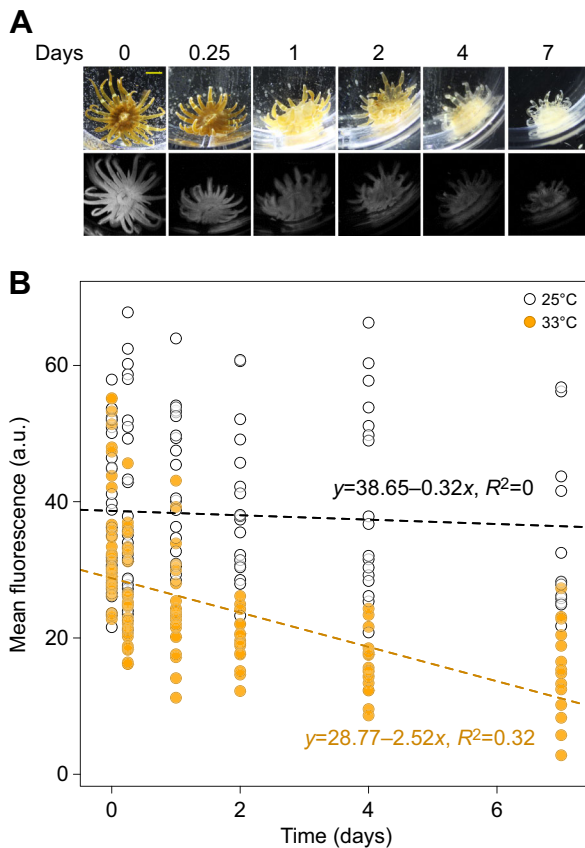 A
Days 0 0.25 1 2 4 7
B
25°C
33°C
60
40
20
0
Mean fluorescence (a.u.)
y=38.65–0.32x, R²=0
y=28.77–2.52x, R²=0.32
0 2 4 6
Time (days)